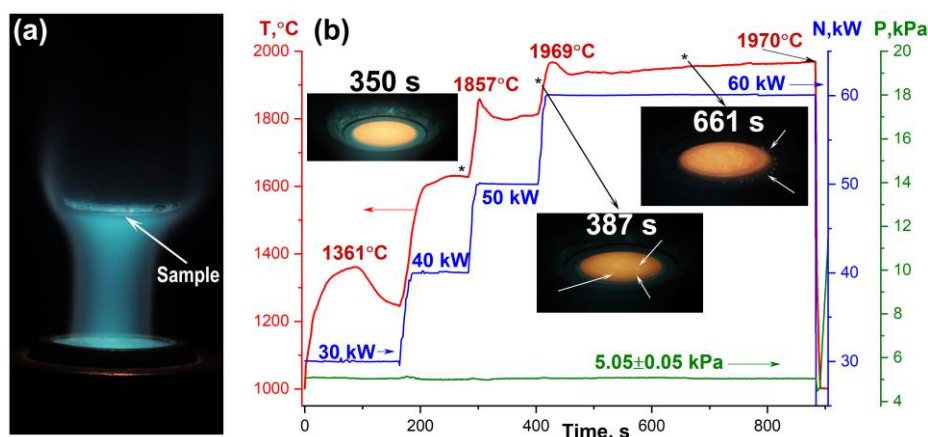 (a)
Sample
T,°C
(b)
N,kW
P,kPa
2000
1800
1600
1400
1200
1000
1361°C
1857°C
1969°C
1970°C
350 s
387 s
661 s
*
*
*
30 kW
40 kW
50 kW
60 kW
5.05±0.05 kPa
60
50
40
30
20
18
16
14
12
10
8
6
4
0
200
400
600
800
Time, s